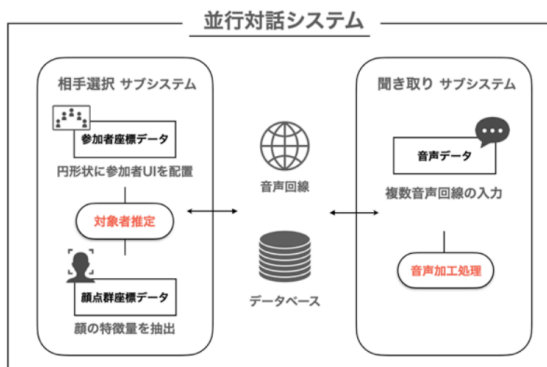 並行対話システム
相手選択 サブシステム
参加者座標データ
円形状に参加者UIを配置
対象者推定
顔点群座標データ
顔の特徴量を抽出
音声回線
データベース
聞き取り サブシステム
音声データ
複数音声回線の入力
音声加工処理